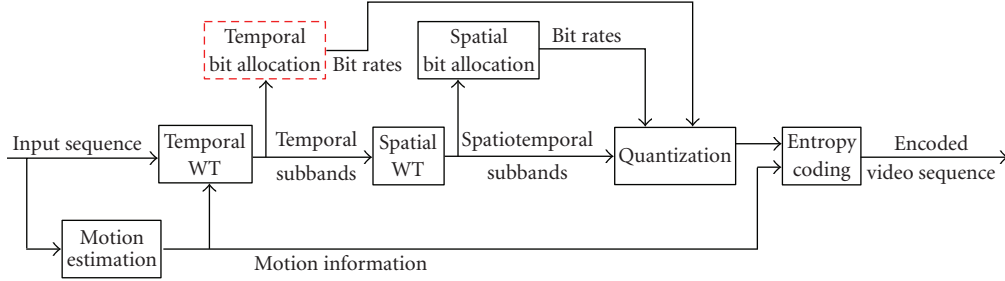 Temporal
bit allocation
Bit rates
Spatial
bit allocation
Bit rates
Input sequence
Temporal
WT
Temporal
subbands
Spatial
WT
Spatiotemporal
subbands
Quantization
Entropy
coding
Encoded
video sequence
Motion
estimation
Motion information